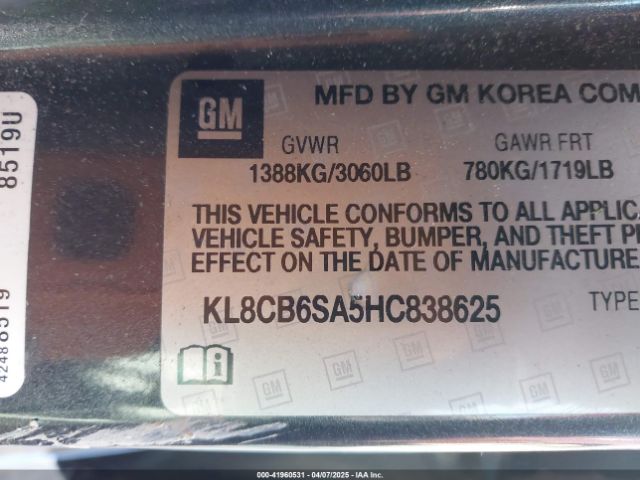 GM
MFD BY GM KOREA COM
GVWR GAWR FRT
1388KG/3060LB 780KG/1719LB
THIS VEHICLE CONFORMS TO ALL APPLICA
VEHICLE SAFETY, BUMPER, AND THEFT P
EFFECT ON THE DATE OF MANUFACTURE
KL8CB6SA5HC838625 TYPE
8519U
42488519
000-41960531 - 04/07/2025 - IAAI.com